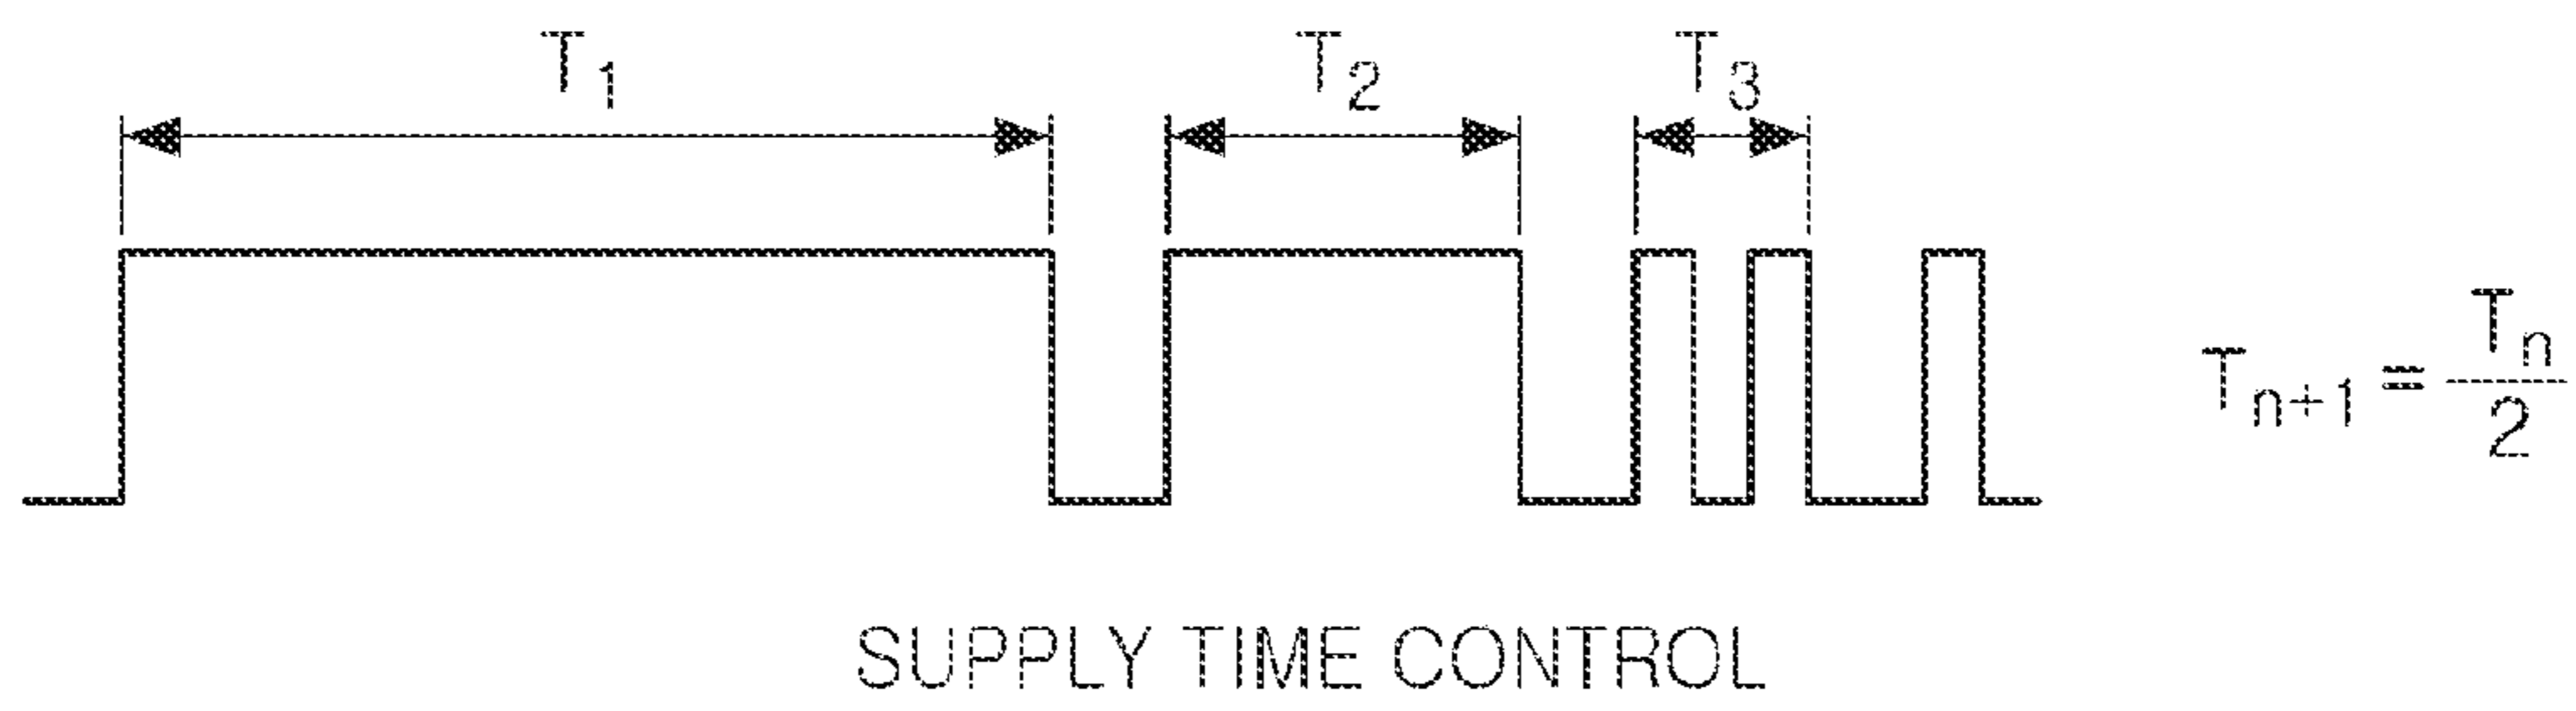 T1 T2 T3
Tn+1 = Tn/2
SUPPLY TIME CONTROL